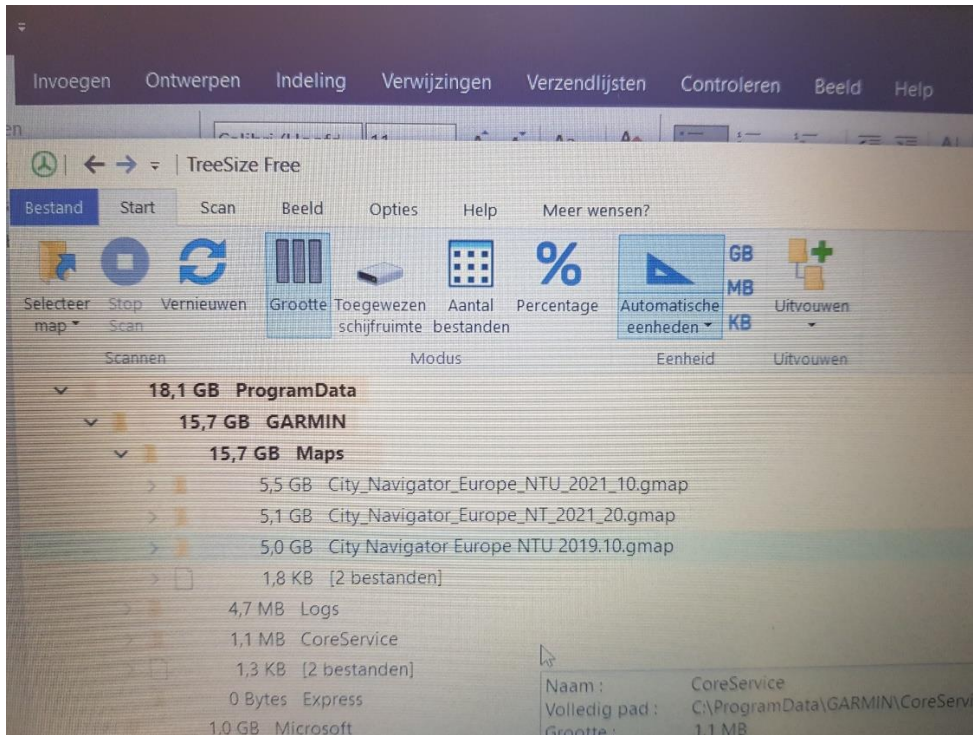 Invoegen Ontwerpen Indeling Verwijzingen Verzendlijsten Controleren Beeld Help
TreeSize Free
Bestand Start Scan Beeld Opties Help Meer wensen?
GB
MB
KB
Selecteer map
Stop Scan
Vernieuwen
Grootte
Toegewezen schijfruimte
Aantal bestanden
Percentage
Automatische eenheden
Uitvouwen
Scannen Modus Eenheid Uitvouwen
18,1 GB ProgramData
15,7 GB GARMIN
15,7 GB Maps
5,5 GB City_Navigator_Europe_NTU_2021_10.gmap
5,1 GB City_Navigator_Europe_NT_2021_20.gmap
5,0 GB City Navigator Europe NTU 2019.10.gmap
1,8 KB [2 bestanden]
4,7 MB Logs
1,1 MB CoreService
1,3 KB [2 bestanden]
0 Bytes Express
1,0 GB Microsoft
Naam : CoreService
Volledig pad : C:\ProgramData\GARMIN\CoreServi
Grootte : 1,1 MB